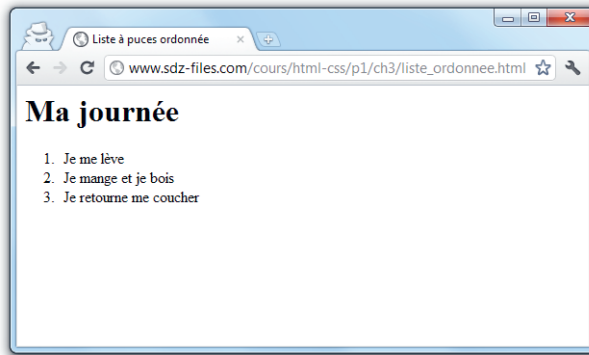 Liste à puces ordonnée
www.sdz-files.com/cours/html-css/p1/ch3/liste_ordonnee.html
Ma journée
1. Je me lève
2. Je mange et je bois
3. Je retourne me coucher